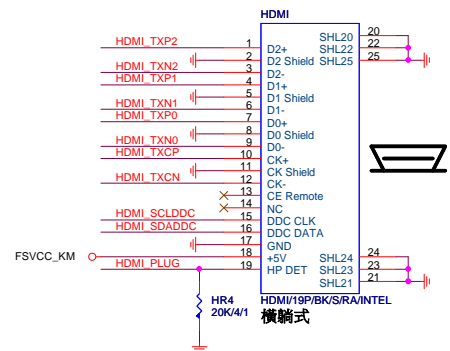 HDMI
HDMI_TXP2 1 D2+ SHL20 20
2 D2 Shield SHL22 22
HDMI_TXN2 3 D2- SHL25 25
HDMI_TXP1 4 D1+
5 D1 Shield
HDMI_TXN1 6 D1-
HDMI_TXP0 7 D0+
8 D0 Shield
HDMI_TXN0 9 D0-
HDMI_TXCP 10 CK+
11 CK Shield
HDMI_TXCN 12 CK-
13 CE Remote
14 NC
HDMI_SCLDDC 15 DDC CLK
HDMI_SDADDC 16 DDC DATA
17 GND
FSVCC_KM 18 +5V SHL24 24
HDMI_PLUG 19 HP DET SHL23 23
SHL21 21
HR4
20K/4/1
HDMI/19P/BK/S/RA/INTEL
橫躺式